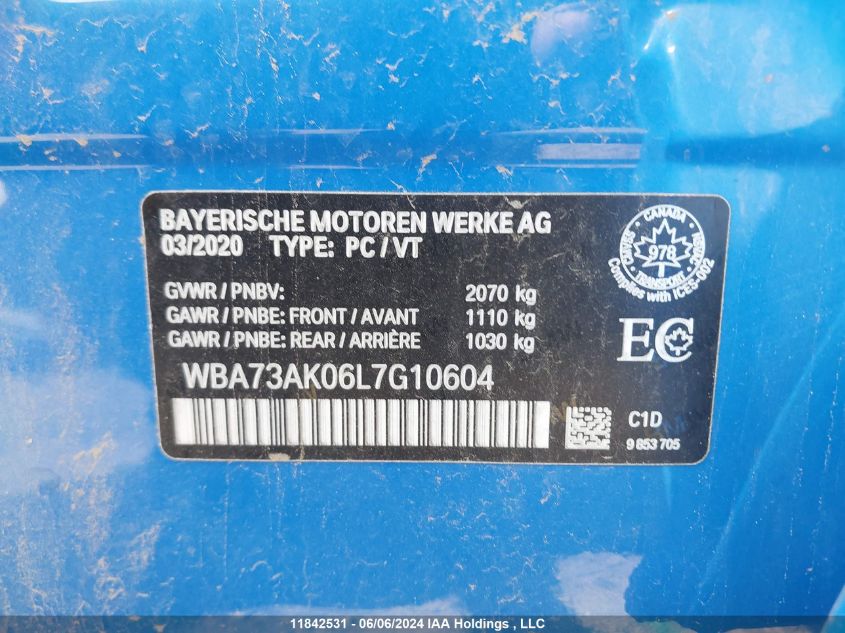 BAYERISCHE MOTOREN WERKE AG
03/2020 TYPE: PC / VT
GVWR / PNBV: 2070 kg
GAWR / PNBE: FRONT / AVANT 1110 kg
GAWR / PNBE: REAR / ARRIÈRE 1030 kg
WBA73AK06L7G10604
CANADA
978
TRANSPORT
Complies with ICES-002
EC
C1D
9 853 705
11842531 - 06/06/2024 IAA Holdings , LLC